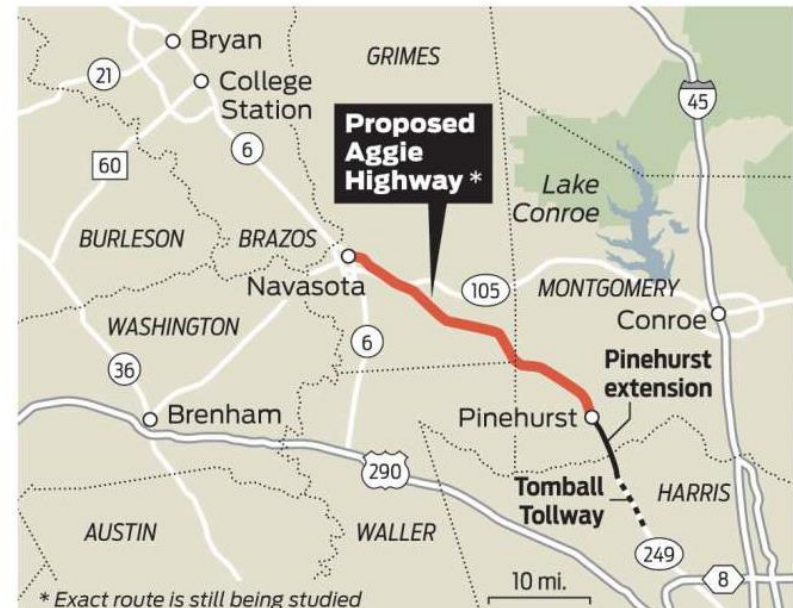 Bryan
GRIMES
21
College
Station
45
Proposed
Aggie
Highway *
6
60
Lake
Conroe
BURLESON
BRAZOS
Navasota
105
MONTGOMERY
WASHINGTON
Conroe
6
36
Pinehurst
extension
Brenham
Pinehurst
290
Tomball
Tollway
HARRIS
AUSTIN
WALLER
249
10 mi.
8
* Exact route is still being studied